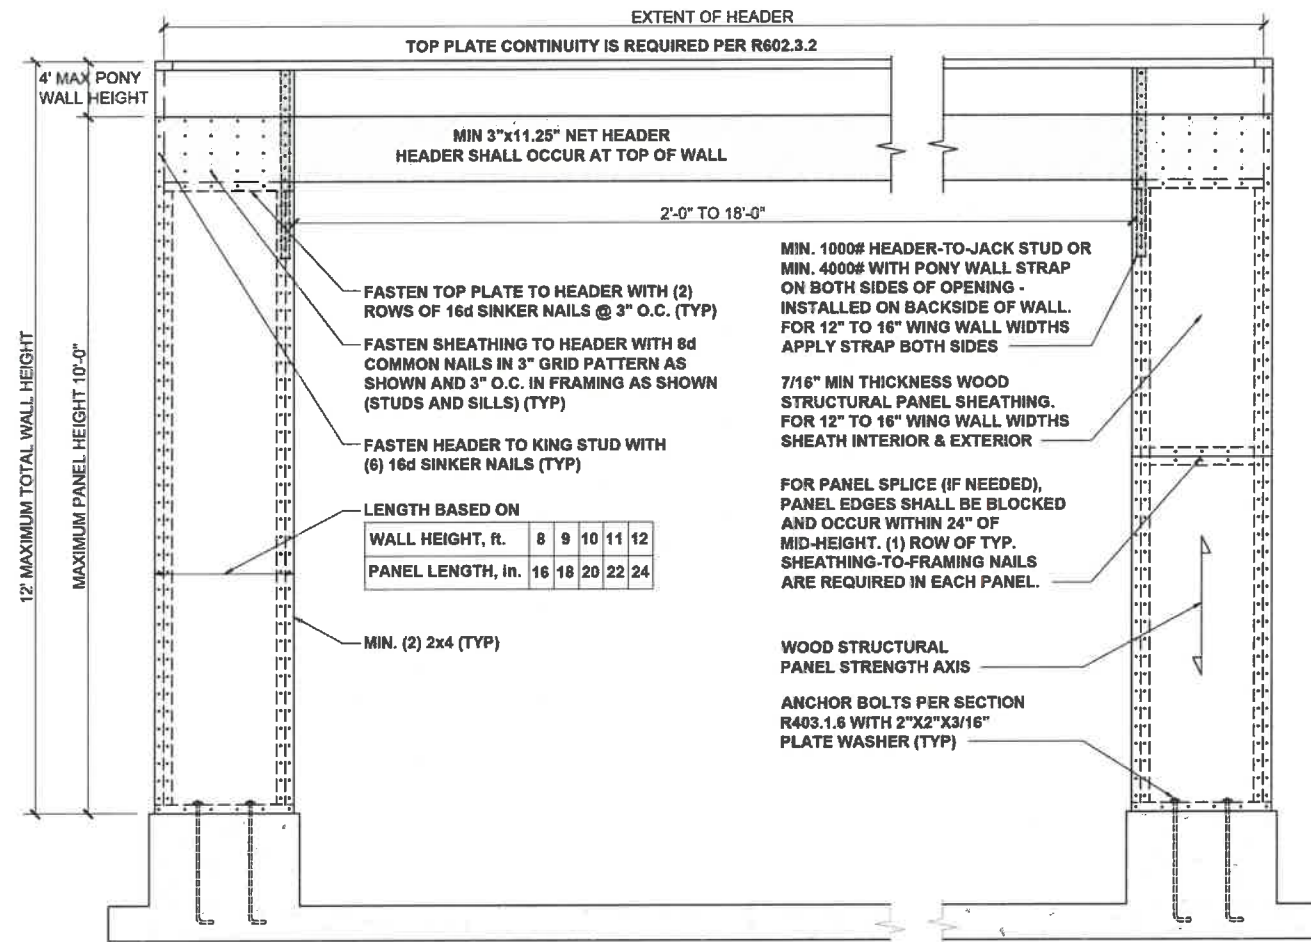 EXTENT OF HEADER
TOP PLATE CONTINUITY IS REQUIRED PER R602.3.2
4' MAX PONY
WALL HEIGHT
MIN 3"x11.25" NET HEADER
HEADER SHALL OCCUR AT TOP OF WALL
2'-0" TO 18'-0"
12' MAXIMUM TOTAL WALL HEIGHT
MAXIMUM PANEL HEIGHT 10'-0"
FASTEN TOP PLATE TO HEADER WITH (2)
ROWS OF 16d SINKER NAILS @ 3" O.C. (TYP)
FASTEN SHEATHING TO HEADER WITH 8d
COMMON NAILS IN 3" GRID PATTERN AS
SHOWN AND 3" O.C. IN FRAMING AS SHOWN
(STUDS AND SILLS) (TYP)
FASTEN HEADER TO KING STUD WITH
(6) 16d SINKER NAILS (TYP)
LENGTH BASED ON
WALL HEIGHT, ft. 8 9 10 11 12
PANEL LENGTH, in. 16 18 20 22 24
MIN. (2) 2x4 (TYP)
MIN. 1000# HEADER-TO-JACK STUD OR
MIN. 4000# WITH PONY WALL STRAP
ON BOTH SIDES OF OPENING -
INSTALLED ON BACKSIDE OF WALL.
FOR 12" TO 16" WING WALL WIDTHS
APPLY STRAP BOTH SIDES
7/16" MIN THICKNESS WOOD
STRUCTURAL PANEL SHEATHING.
FOR 12" TO 16" WING WALL WIDTHS
SHEATH INTERIOR & EXTERIOR
FOR PANEL SPLICE (IF NEEDED),
PANEL EDGES SHALL BE BLOCKED
AND OCCUR WITHIN 24" OF
MID-HEIGHT. (1) ROW OF TYP.
SHEATHING-TO-FRAMING NAILS
ARE REQUIRED IN EACH PANEL.
WOOD STRUCTURAL
PANEL STRENGTH AXIS
ANCHOR BOLTS PER SECTION
R403.1.6 WITH 2"X2"X3/16"
PLATE WASHER (TYP)